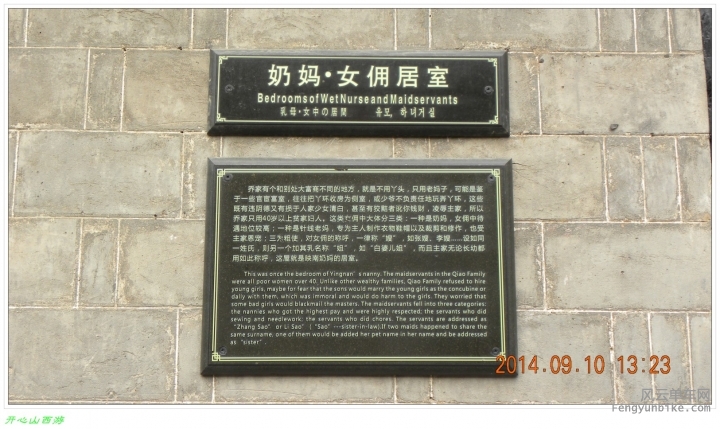 奶妈·女佣居室
Bedrooms of Wet Nurse and Maidservants
乳母·女中の居間 유모, 하녀거실
乔家有个和别处大富商不同的地方，就是不用丫头，只用老妈子，可能是鉴
于一些官宦富室，往往把丫环收房为侧室，或少爷不负责任地玩弄丫环，这些
既有违阴德又有损于人家少女清白，甚至有狡黠者讹你钱财，凌辱主家，所以
乔家只用40岁以上贫家妇人。这类仆佣中大体分三类：一种是奶妈，女佣中待
遇地位较高；一种是针线老妈，专为主人制作衣物鞋帽以及裁剪和修作，也受
主家恩宠；三为粗使，对女佣的称呼，一律称“嫂”，如张嫂、李嫂……设如同
一姓氏，则另一个加其乳名称“姐”，如“白婆儿姐”，而且主家无论长幼都
用如此称呼，这屋就是映南奶妈的居室。
This was once the bedroom of Yingnan's nanny. The maidservants in the Qiao Family
were all poor women over 40. Unlike other wealthy families, Qiao Family refused to hire
young girls, maybe for fear that the sons would marry the young girls as the concubine or
dally with them, which was immoral and would do harm to the girls. They worried that
some bad girls would blackmail the masters. The maidservants fell into three categories:
the nannies who got the highest pay and were highly respected; the servants who did
sewing and needlework; the servants who did chores. The servants are addressed as
“Zhang Sao” or Li Sao” (“Sao”---sister-in-law).If two maids happened to share the
same surname, one of them would be added her pet name in her name and be addressed
as “sister”.
2014.09.10 13:23
风云单车网
Fengyunbike.com
开心山西游